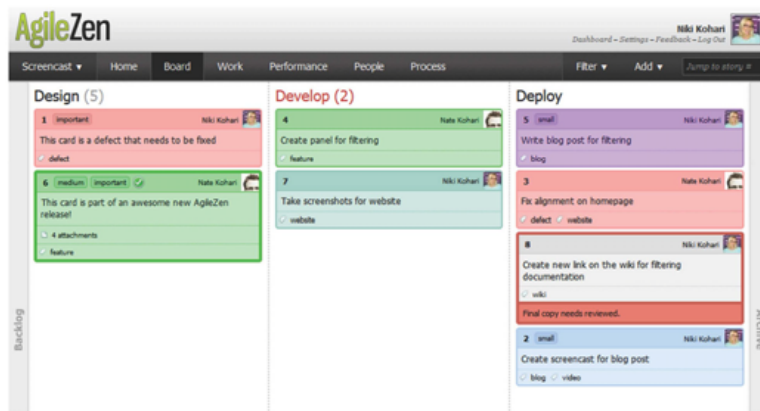 AgileZen
Niki Kohari
Dashboard – Settings – Feedback – Log Out
Screencast Home Board Work Performance People Process Filter Add Jump to story #
Design (5)
1 important Niki Kohari
This card is a defect that needs to be fixed
defect
6 medium important Nate Kohari
This card is part of an awesome new AgileZen
release!
4 attachments
feature
Develop (2)
4 Nate Kohari
Create panel for filtering
feature
7 Niki Kohari
Take screenshots for website
website
Deploy
5 small Niki Kohari
Write blog post for filtering
blog
3 Nate Kohari
Fix alignment on homepage
defect website
8 Niki Kohari
Create new link on the wiki for filtering
documentation
wiki
Final copy needs reviewed.
2 small Niki Kohari
Create screencast for blog post
blog video
Backlog